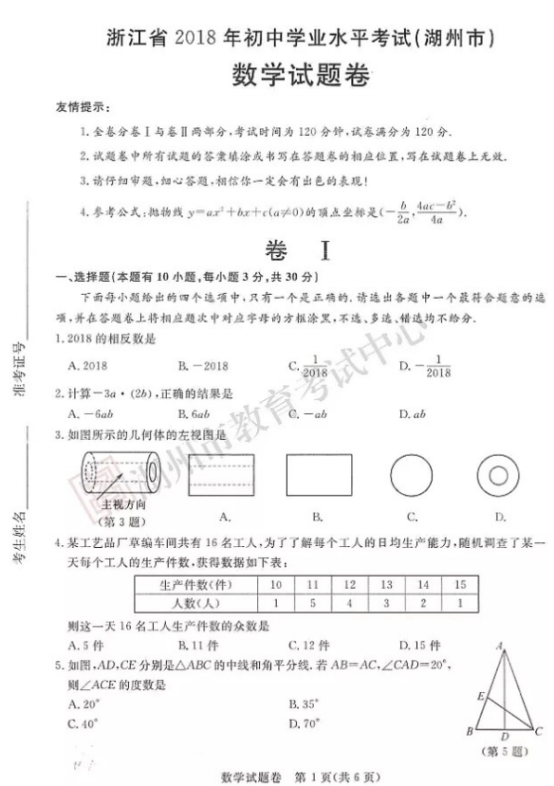 浙江省 2018 年初中学业水平考试(湖州市)
数学试题卷
友情提示:
1.全卷分卷Ⅰ与卷Ⅱ两部分,考试时间为 120 分钟,试卷满分为 120 分.
2.试题卷中所有试题的答案填涂或书写在答题卷的相应位置,写在试题卷上无效.
3.请仔细审题,细心答题,相信你一定会有出色的表现!
4.参考公式:抛物线 y=ax²+bx+c(a≠0)的顶点坐标是(-b/2a, 4ac-b²/4a).
卷 Ⅰ
一、选择题(本题有 10 小题,每小题 3 分,共 30 分)
下面每小题给出的四个选项中,只有一个是正确的.请选出各题中一个最符合题意的选
项,并在答题卷上将相应题次中对应字母的方框涂黑,不选、多选、错选均不给分.
1. 2018 的相反数是
A. 2018 B. -2018 C. 1/2018 D. -1/2018
2. 计算-3a·(2b),正确的结果是
A. -6ab B. 6ab C. -ab D. ab
3. 如图所示的几何体的左视图是
主视方向
(第 3 题) A. B. C. D.
4. 某工艺品厂草编车间共有 16 名工人,为了了解每个工人的日均生产能力,随机调查了某一
天每个工人的生产件数,获得数据如下表:
生产件数(件) 10 11 12 13 14 15
人数(人) 1 5 4 3 2 1
则这一天 16 名工人生产件数的众数是
A. 5 件 B. 11 件 C. 12 件 D. 15 件
5. 如图,AD,CE 分别是△ABC 的中线和角平分线.若 AB=AC,∠CAD=20°,
则∠ACE 的度数是
A. 20° B. 35°
C. 40° D. 70°
A
E
B D C
(第 5 题)
数学试题卷 第 1 页(共 6 页)
准考证号
考生姓名
湖州市教育考试中心